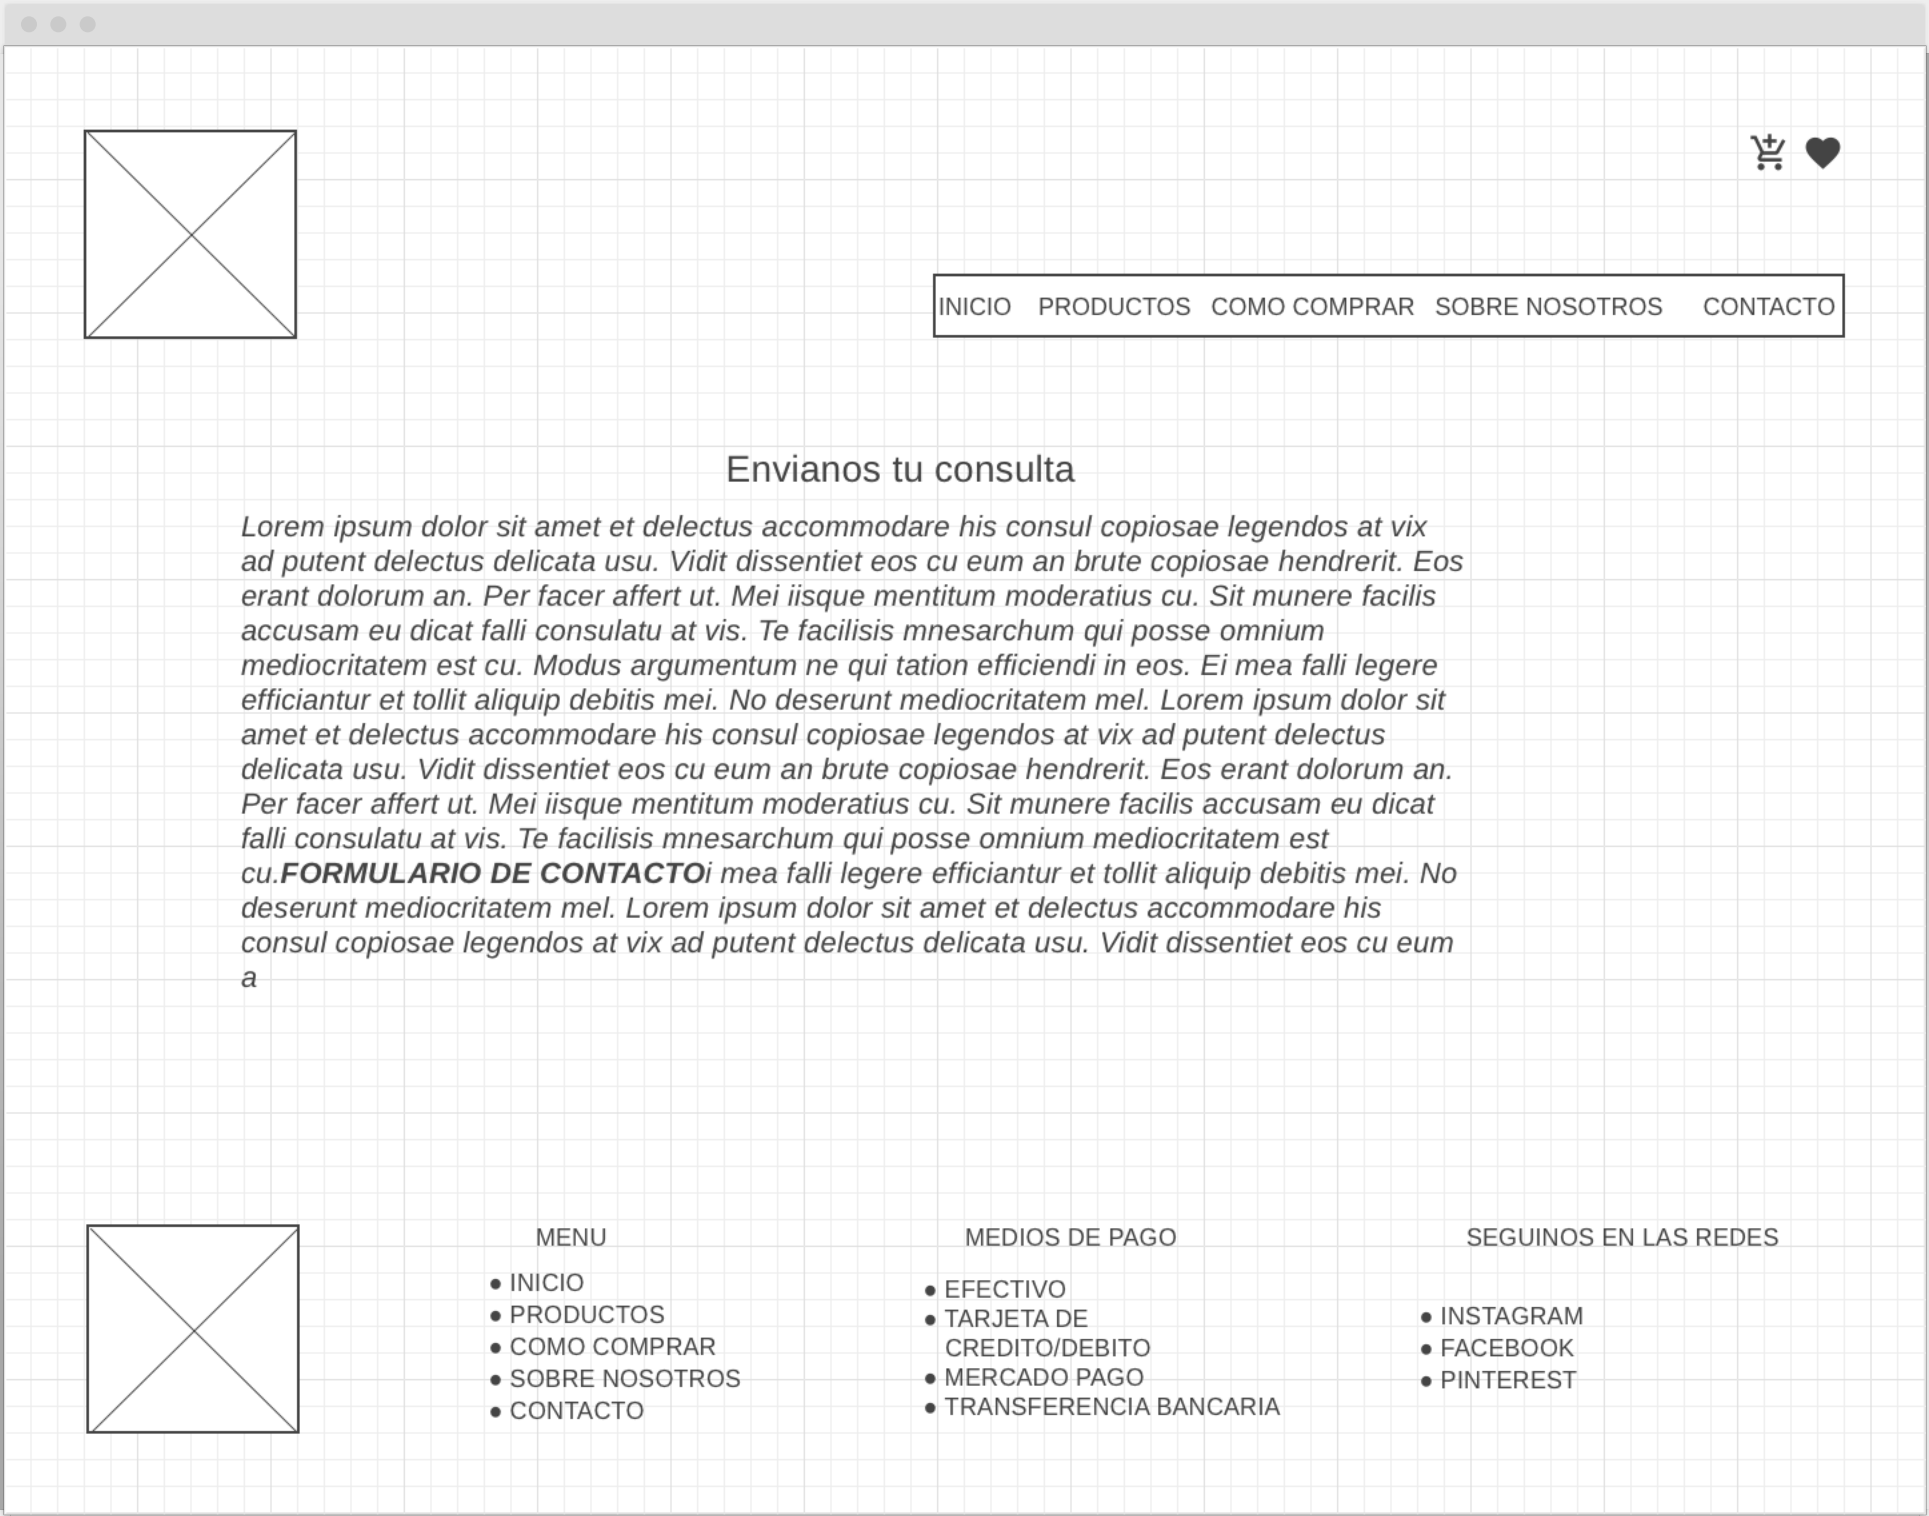 INICIO PRODUCTOS COMO COMPRAR SOBRE NOSOTROS CONTACTO
Envianos tu consulta
Lorem ipsum dolor sit amet et delectus accommodare his consul copiosae legendos at vix
ad putent delectus delicata usu. Vidit dissentiet eos cu eum an brute copiosae hendrerit. Eos
erant dolorum an. Per facer affert ut. Mei iisque mentitum moderatius cu. Sit munere facilis
accusam eu dicat falli consulatu at vis. Te facilisis mnesarchum qui posse omnium
mediocritatem est cu. Modus argumentum ne qui tation efficiendi in eos. Ei mea falli legere
efficiantur et tollit aliquip debitis mei. No deserunt mediocritatem mel. Lorem ipsum dolor sit
amet et delectus accommodare his consul copiosae legendos at vix ad putent delectus
delicata usu. Vidit dissentiet eos cu eum an brute copiosae hendrerit. Eos erant dolorum an.
Per facer affert ut. Mei iisque mentitum moderatius cu. Sit munere facilis accusam eu dicat
falli consulatu at vis. Te facilisis mnesarchum qui posse omnium mediocritatem est
cu.FORMULARIO DE CONTACTOi mea falli legere efficiantur et tollit aliquip debitis mei. No
deserunt mediocritatem mel. Lorem ipsum dolor sit amet et delectus accommodare his
consul copiosae legendos at vix ad putent delectus delicata usu. Vidit dissentiet eos cu eum
a
MENU
● INICIO
● PRODUCTOS
● COMO COMPRAR
● SOBRE NOSOTROS
● CONTACTO
MEDIOS DE PAGO
● EFECTIVO
● TARJETA DE
CREDITO/DEBITO
● MERCADO PAGO
● TRANSFERENCIA BANCARIA
SEGUINOS EN LAS REDES
● INSTAGRAM
● FACEBOOK
● PINTEREST